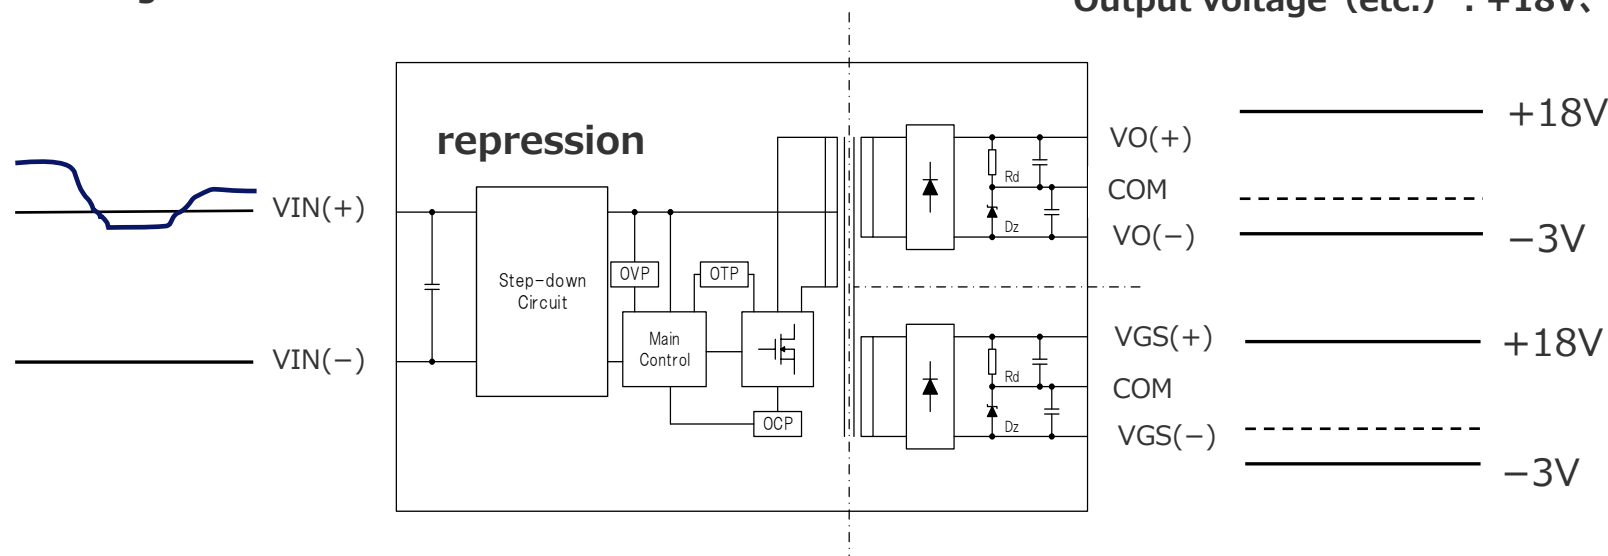 Output voltage (etc.) : +18V、
repression
VIN(+)
VIN(−)
Step-down
Circuit
OVP
OTP
Main
Control
OCP
Rd
Dz
Rd
Dz
VO(+)
COM
VO(−)
VGS(+)
COM
VGS(−)
+18V
−3V
+18V
−3V